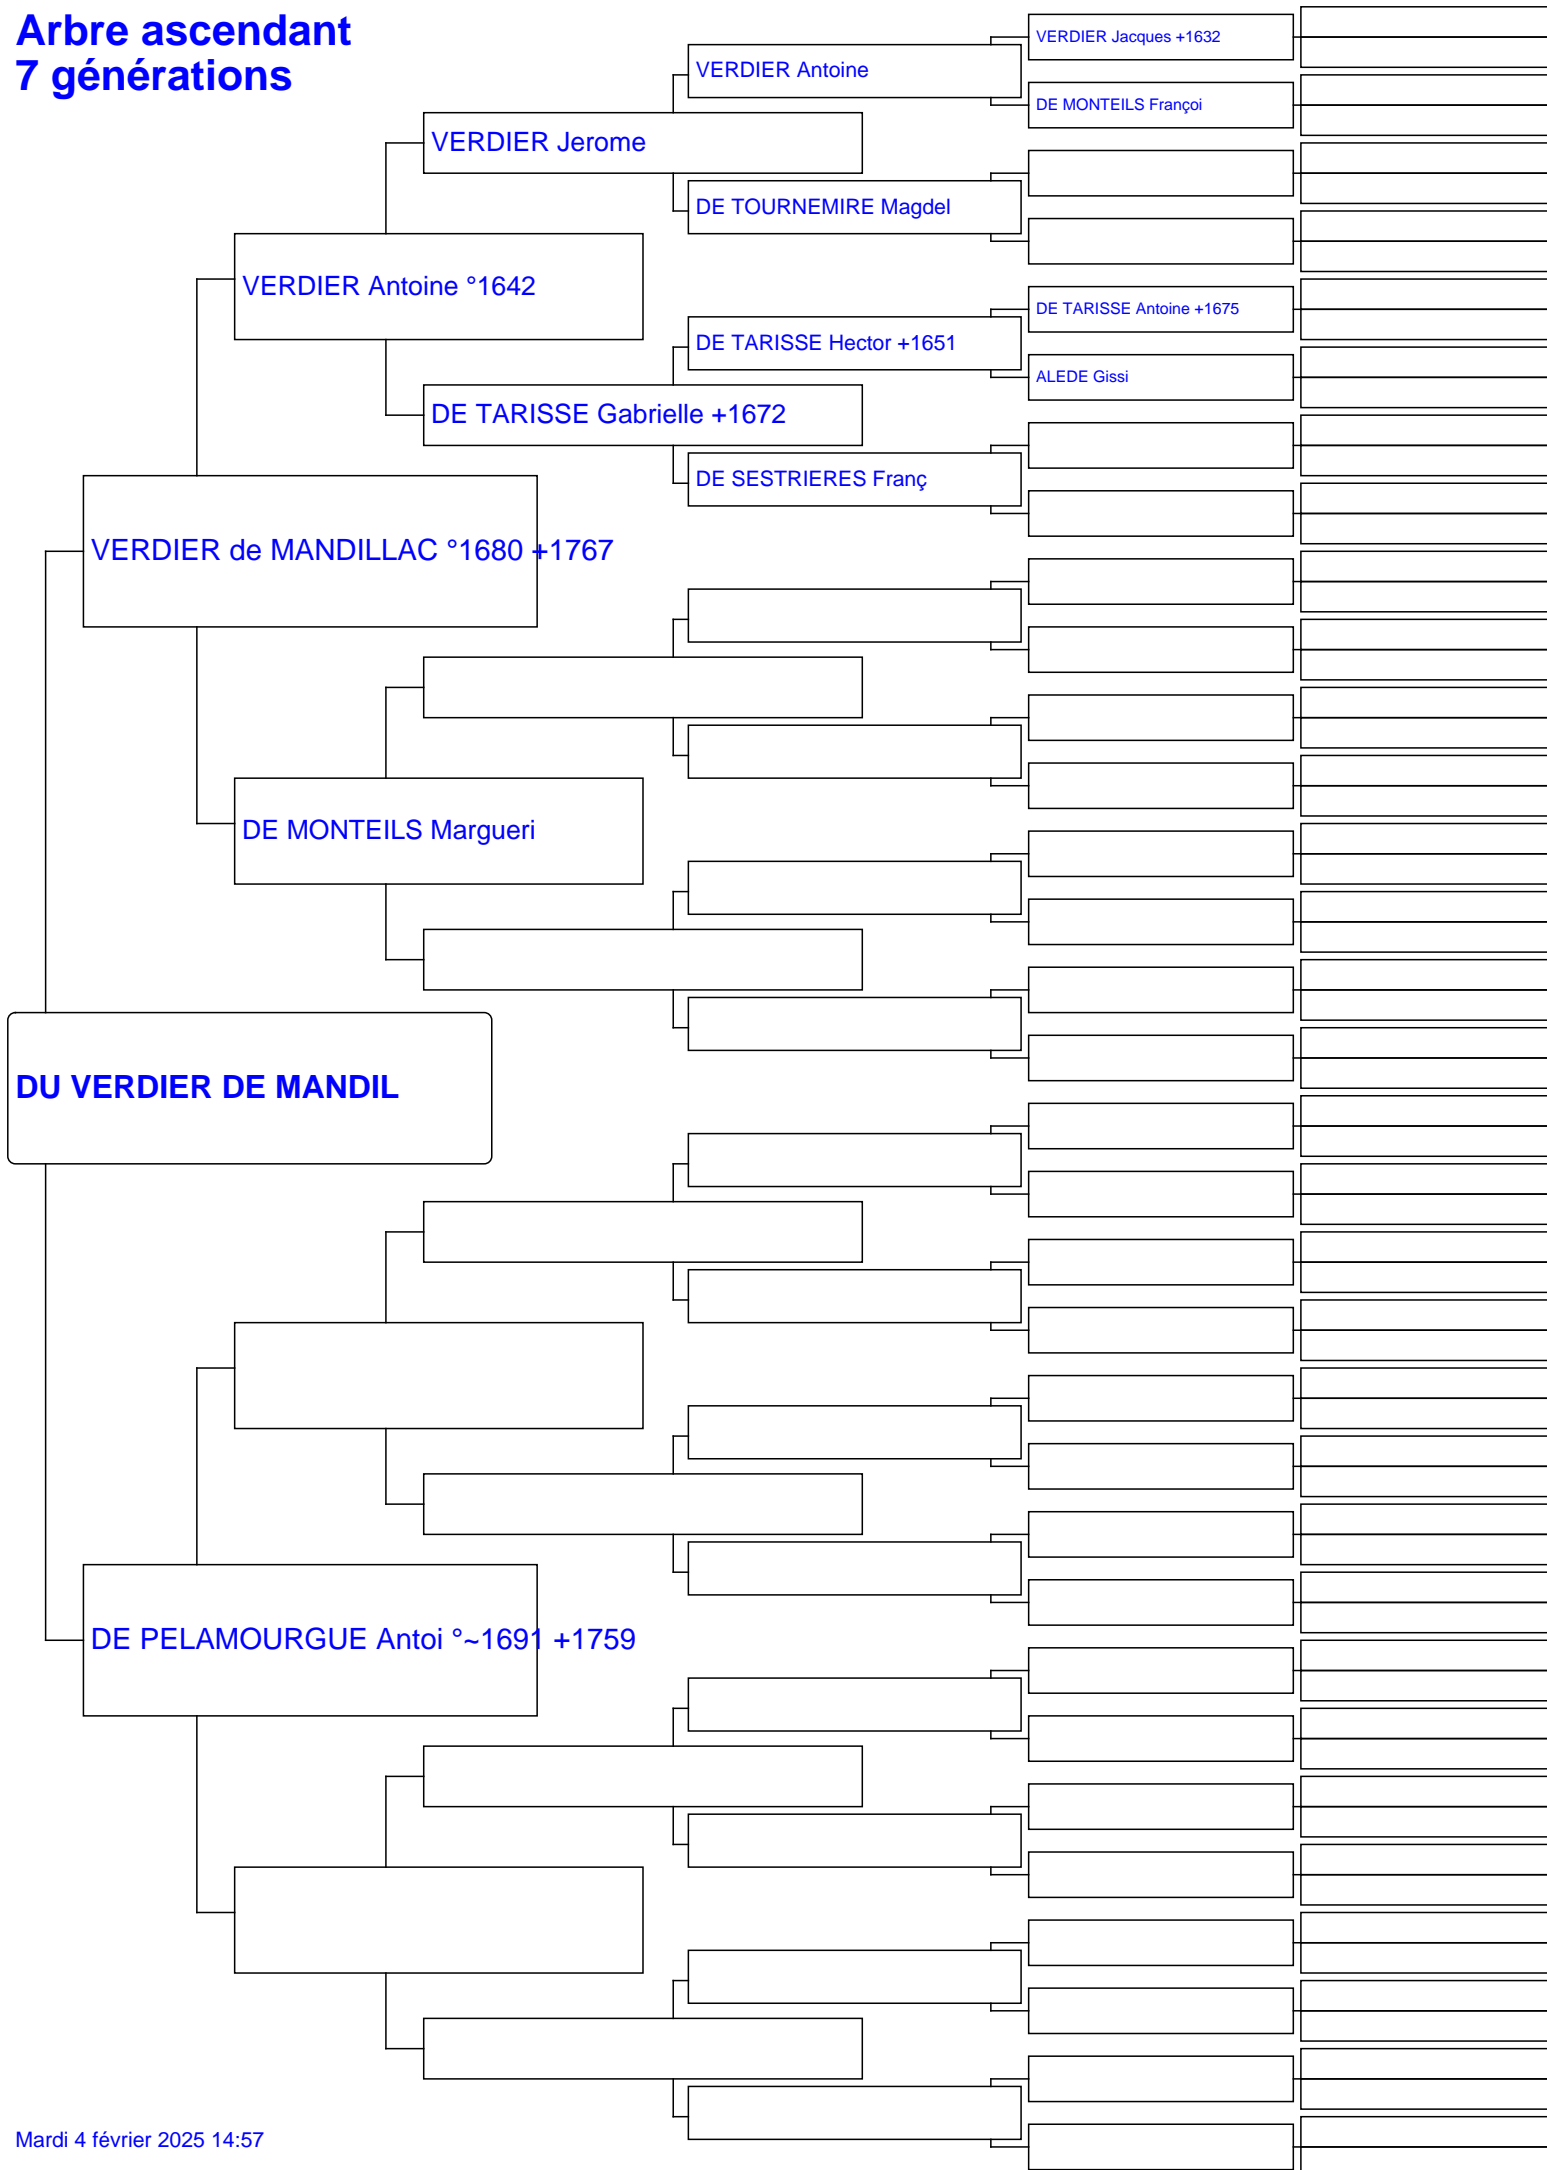 Arbre ascendant
7 générations
VERDIER Jacques +1632
VERDIER Antoine
DE MONTEILS Françoi
VERDIER Jerome
DE TOURNEMIRE Magdel
VERDIER Antoine °1642
DE TARISSE Antoine +1675
DE TARISSE Hector +1651
ALEDE Gissi
DE TARISSE Gabrielle +1672
DE SESTRIERES Franç
VERDIER de MANDILLAC °1680 +1767
DE MONTEILS Margueri
DU VERDIER DE MANDIL
DE PELAMOURGUE Antoi °~1691 +1759
Mardi 4 février 2025 14:57